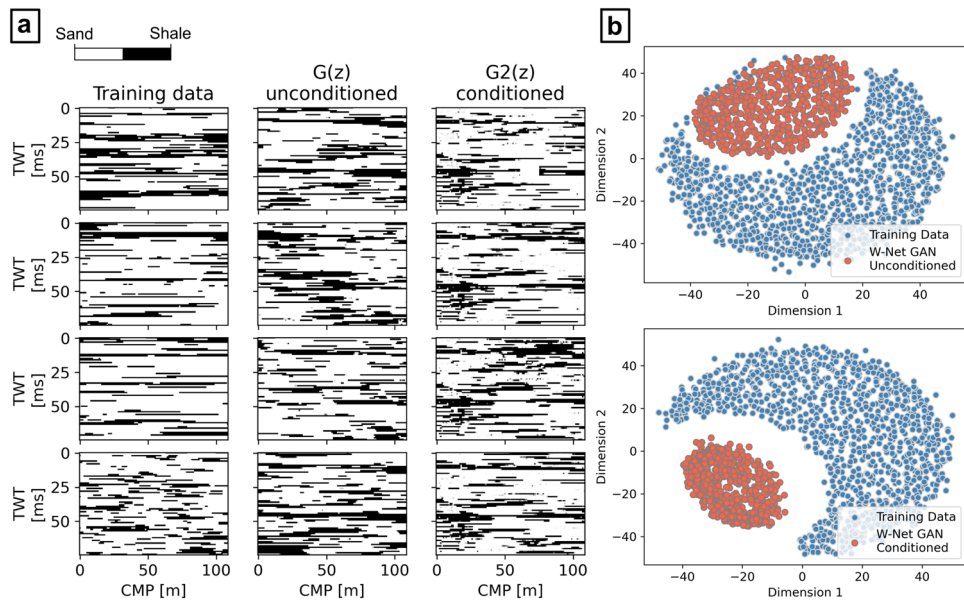 a
Sand Shale
Training data
G(z)
unconditioned
G2(z)
conditioned
TWT
[ms]
0
25
50
75
TWT
[ms]
0
25
50
75
TWT
[ms]
0
25
50
75
TWT
[ms]
0
25
50
75
0 50 100
0 50 100
0 50 100
CMP [m]
CMP [m]
CMP [m]
b
Dimension 2
40
20
0
−20
−40
Training Data
W-Net GAN
Unconditioned
−40 −20 0 20 40
Dimension 1
Dimension 2
40
20
0
−20
−40
Training Data
W-Net GAN
Conditioned
−40 −20 0 20 40
Dimension 1